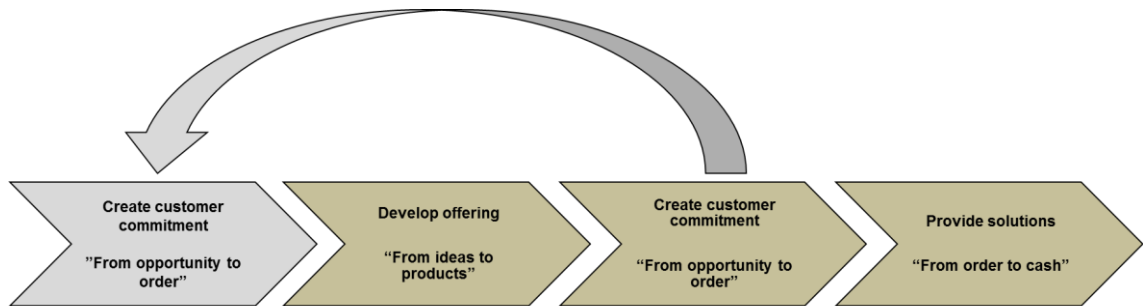 Create customer
commitment
”From opportunity to
order”
Develop offering
“From ideas to
products”
Create customer
commitment
“From opportunity to
order”
Provide solutions
“From order to cash”